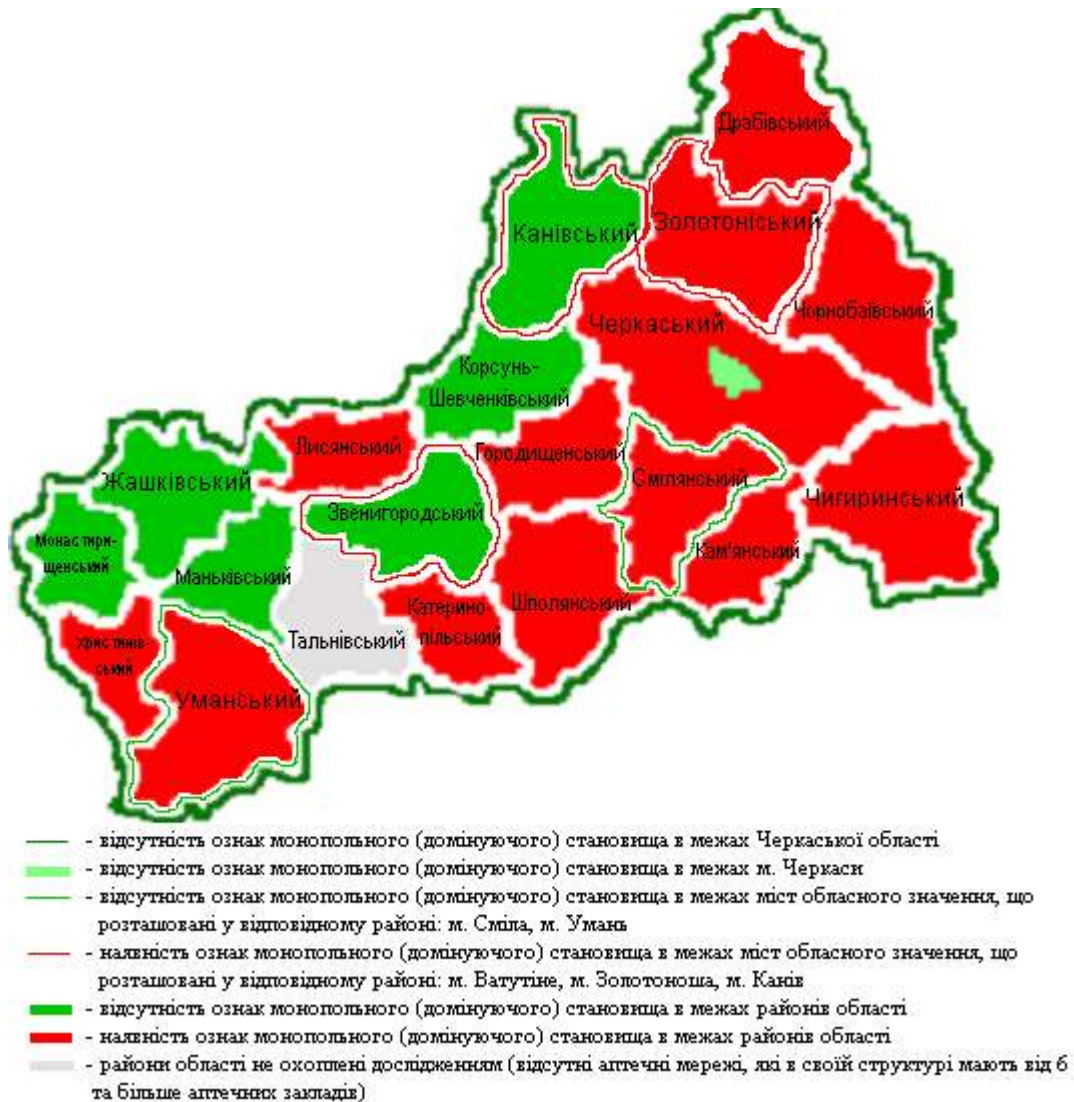 Драбівський
Канівський
Золотоніський
Чорнобаївський
Черкаський
Корсунь-
Шевченківський
Лисянський
Городищенський
Смілянський
Жашківський
Чигиринський
Звенигородський
Монастири-
щенський
Кам'янський
Маньківський
Шполянський
Катерино-
пільський
Тальнівський
Христинів-
ський
Уманський
- відсутність ознак монопольного (домінуючого) становища в межах Черкаської області
- відсутність ознак монопольного (домінуючого) становища в межах м. Черкаси
- відсутність ознак монопольного (домінуючого) становища в межах міст обласного значення, що
розташовані у відповідному районі: м. Сміла, м. Умань
- наявність ознак монопольного (домінуючого) становища в межах міст обласного значення, що
розташовані у відповідному районі: м. Ватутіне, м. Золотоноша, м. Канів
- відсутність ознак монопольного (домінуючого) становища в межах районів області
- наявність ознак монопольного (домінуючого) становища в межах районів області
- райони області не охоплені дослідженням (відсутні аптечні мережі, які в своїй структурі мають від 6
та більше аптечних закладів)